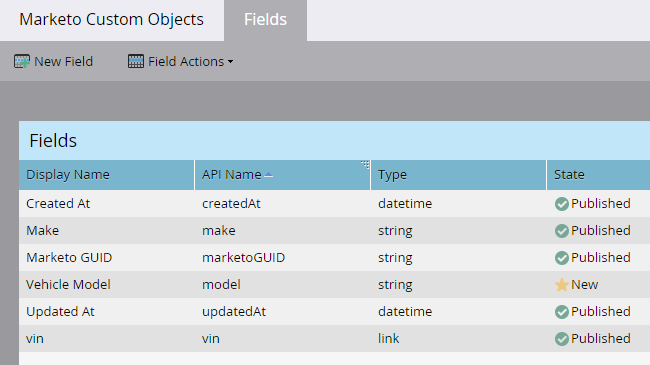 Marketo Custom Objects Fields
New Field Field Actions
Fields
Display Name API Name Type State
Created At createdAt datetime Published
Make make string Published
Marketo GUID marketoGUID string Published
Vehicle Model model string New
Updated At updatedAt datetime Published
vin vin link Published